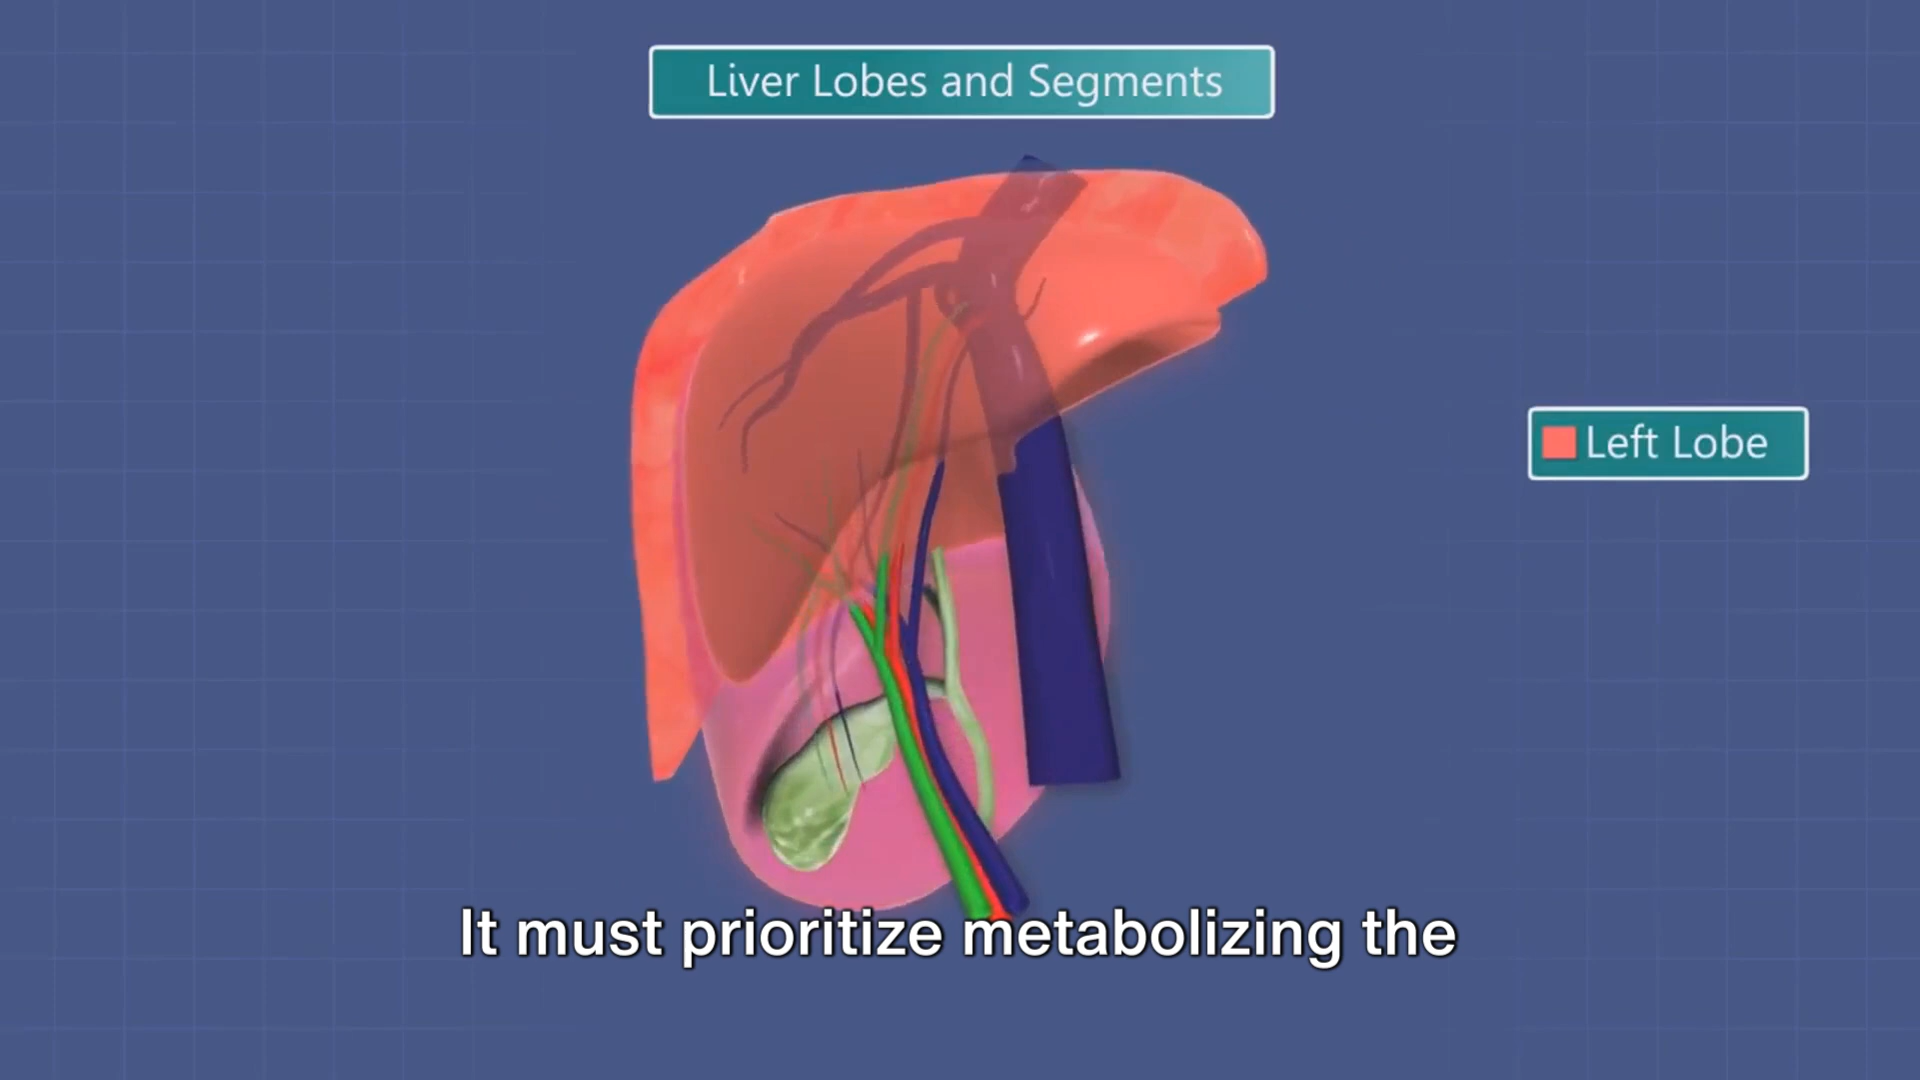 Liver Lobes and Segments
Left Lobe
It must prioritize metabolizing the